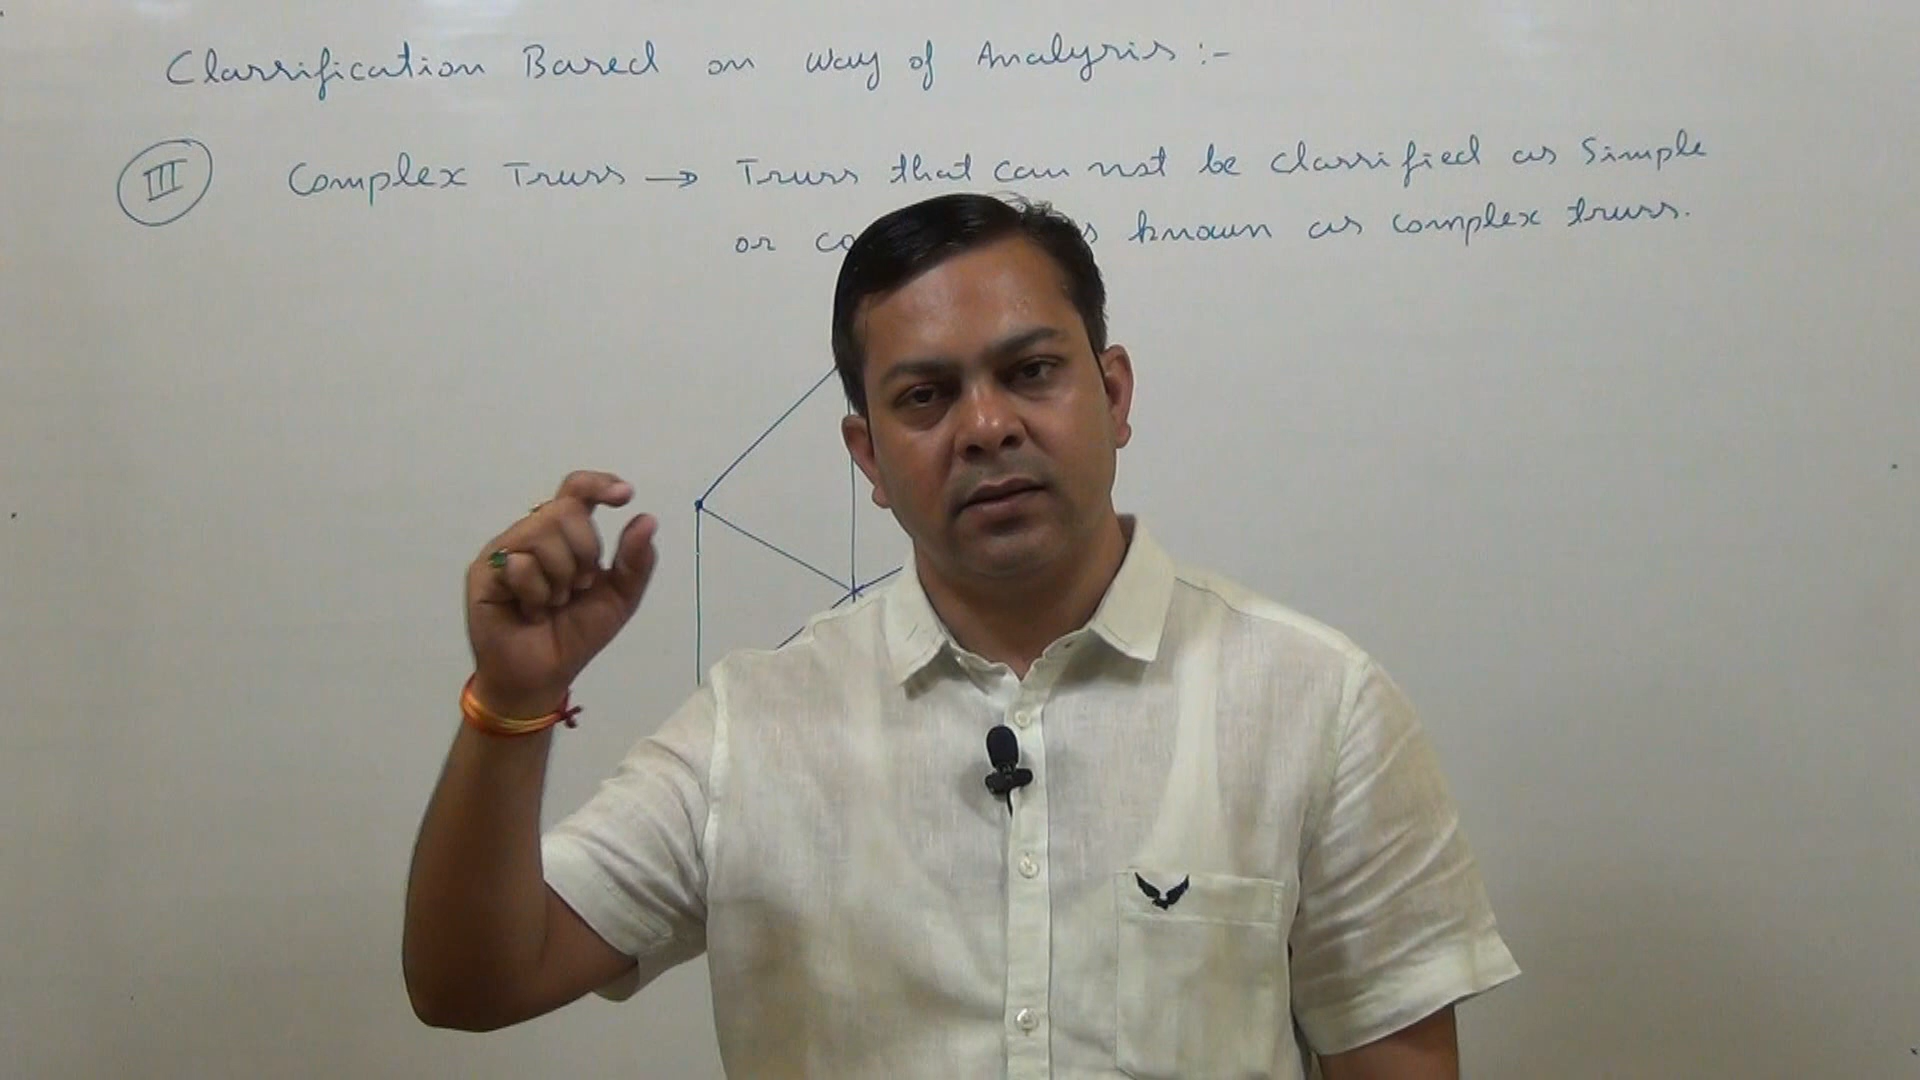 Classification Based on way of Analysis :-
III Complex Truss → Truss that can not be classified as Simple
or known as complex truss.